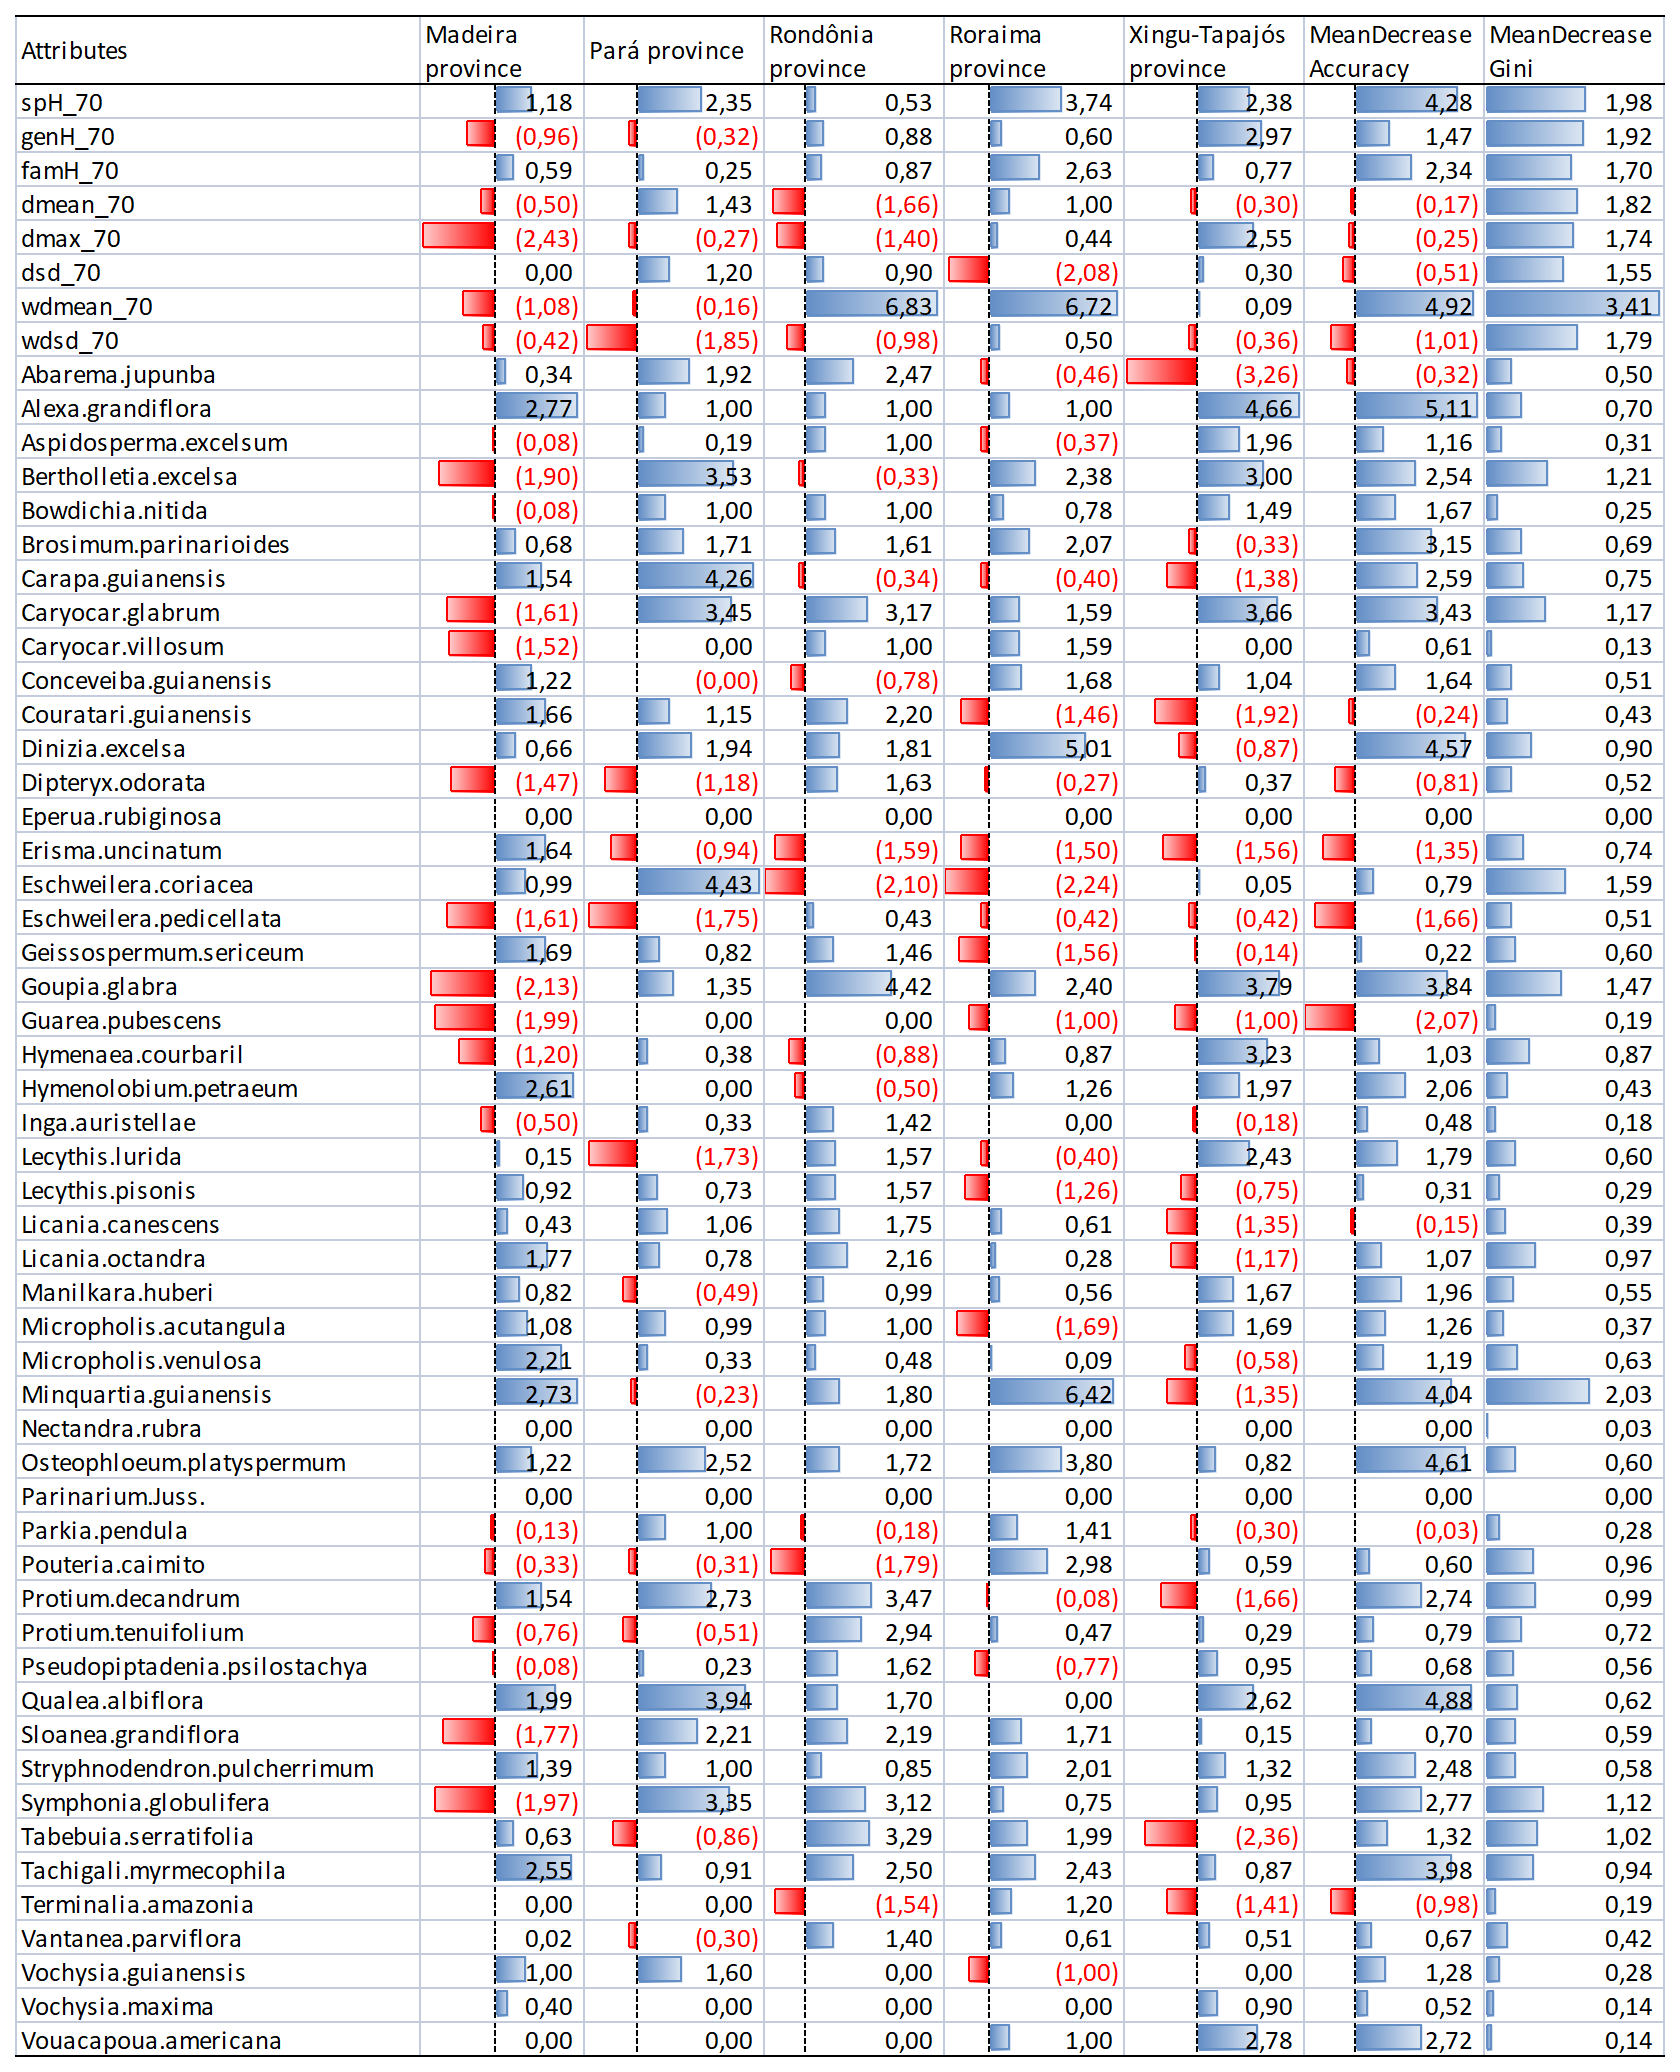 Attributes Madeira province Pará province Rondônia province Roraima province Xingu-Tapajós province MeanDecrease Accuracy MeanDecrease Gini
spH_70 1,18 2,35 0,53 3,74 2,38 4,28 1,98
genH_70 (0,96) (0,32) 0,88 0,60 2,97 1,47 1,92
famH_70 0,59 0,25 0,87 2,63 0,77 2,34 1,70
dmean_70 (0,50) 1,43 (1,66) 1,00 (0,30) (0,17) 1,82
dmax_70 (2,43) (0,27) (1,40) 0,44 2,55 (0,25) 1,74
dsd_70 0,00 1,20 0,90 (2,08) 0,30 (0,51) 1,55
wdmean_70 (1,08) (0,16) 6,83 6,72 0,09 4,92 3,41
wdsd_70 (0,42) (1,85) (0,98) 0,50 (0,36) (1,01) 1,79
Abarema.jupunba 0,34 1,92 2,47 (0,46) (3,26) (0,32) 0,50
Alexa.grandiflora 2,77 1,00 1,00 1,00 4,66 5,11 0,70
Aspidosperma.excelsum (0,08) 0,19 1,00 (0,37) 1,96 1,16 0,31
Bertholletia.excelsa (1,90) 3,53 (0,33) 2,38 3,00 2,54 1,21
Bowdichia.nitida (0,08) 1,00 1,00 0,78 1,49 1,67 0,25
Brosimum.parinarioides 0,68 1,71 1,61 2,07 (0,33) 3,15 0,69
Carapa.guianensis 1,54 4,26 (0,34) (0,40) (1,38) 2,59 0,75
Caryocar.glabrum (1,61) 3,45 3,17 1,59 3,66 3,43 1,17
Caryocar.villosum (1,52) 0,00 1,00 1,59 0,00 0,61 0,13
Conceveiba.guianensis 1,22 (0,00) (0,78) 1,68 1,04 1,64 0,51
Couratari.guianensis 1,66 1,15 2,20 (1,46) (1,92) (0,24) 0,43
Dinizia.excelsa 0,66 1,94 1,81 5,01 (0,87) 4,57 0,90
Dipteryx.odorata (1,47) (1,18) 1,63 (0,27) 0,37 (0,81) 0,52
Eperua.rubiginosa 0,00 0,00 0,00 0,00 0,00 0,00 0,00
Erisma.uncinatum 1,64 (0,94) (1,59) (1,50) (1,56) (1,35) 0,74
Eschweilera.coriacea 0,99 4,43 (2,10) (2,24) 0,05 0,79 1,59
Eschweilera.pedicellata (1,61) (1,75) 0,43 (0,42) (0,42) (1,66) 0,51
Geissospermum.sericeum 1,69 0,82 1,46 (1,56) (0,14) 0,22 0,60
Goupia.glabra (2,13) 1,35 4,42 2,40 3,79 3,84 1,47
Guarea.pubescens (1,99) 0,00 0,00 (1,00) (1,00) (2,07) 0,19
Hymenaea.courbaril (1,20) 0,38 (0,88) 0,87 3,23 1,03 0,87
Hymenolobium.petraeum 2,61 0,00 (0,50) 1,26 1,97 2,06 0,43
Inga.auristellae (0,50) 0,33 1,42 0,00 (0,18) 0,48 0,18
Lecythis.lurida 0,15 (1,73) 1,57 (0,40) 2,43 1,79 0,60
Lecythis.pisonis 0,92 0,73 1,57 (1,26) (0,75) 0,31 0,29
Licania.canescens 0,43 1,06 1,75 0,61 (1,35) (0,15) 0,39
Licania.octandra 1,77 0,78 2,16 0,28 (1,17) 1,07 0,97
Manilkara.huberi 0,82 (0,49) 0,99 0,56 1,67 1,96 0,55
Micropholis.acutangula 1,08 0,99 1,00 (1,69) 1,69 1,26 0,37
Micropholis.venulosa 2,21 0,33 0,48 0,09 (0,58) 1,19 0,63
Minquartia.guianensis 2,73 (0,23) 1,80 6,42 (1,35) 4,04 2,03
Nectandra.rubra 0,00 0,00 0,00 0,00 0,00 0,00 0,03
Osteophloeum.platyspermum 1,22 2,52 1,72 3,80 0,82 4,61 0,60
Parinarium.Juss. 0,00 0,00 0,00 0,00 0,00 0,00 0,00
Parkia.pendula (0,13) 1,00 (0,18) 1,41 (0,30) (0,03) 0,28
Pouteria.caimito (0,33) (0,31) (1,79) 2,98 0,59 0,60 0,96
Protium.decandrum 1,54 2,73 3,47 (0,08) (1,66) 2,74 0,99
Protium.tenuifolium (0,76) (0,51) 2,94 0,47 0,29 0,79 0,72
Pseudopiptadenia.psilostachya (0,08) 0,23 1,62 (0,77) 0,95 0,68 0,56
Qualea.albiflora 1,99 3,94 1,70 0,00 2,62 4,88 0,62
Sloanea.grandiflora (1,77) 2,21 2,19 1,71 0,15 0,70 0,59
Stryphnodendron.pulcherrimum 1,39 1,00 0,85 2,01 1,32 2,48 0,58
Symphonia.globulifera (1,97) 3,35 3,12 0,75 0,95 2,77 1,12
Tabebuia.serratifolia 0,63 (0,86) 3,29 1,99 (2,36) 1,32 1,02
Tachigali.myrmecophila 2,55 0,91 2,50 2,43 0,87 3,98 0,94
Terminalia.amazonia 0,00 0,00 (1,54) 1,20 (1,41) (0,98) 0,19
Vantanea.parviflora 0,02 (0,30) 1,40 0,61 0,51 0,67 0,42
Vochysia.guianensis 1,00 1,60 0,00 (1,00) 0,00 1,28 0,28
Vochysia.maxima 0,40 0,00 0,00 0,00 0,90 0,52 0,14
Vouacapoua.americana 0,00 0,00 0,00 1,00 2,78 2,72 0,14